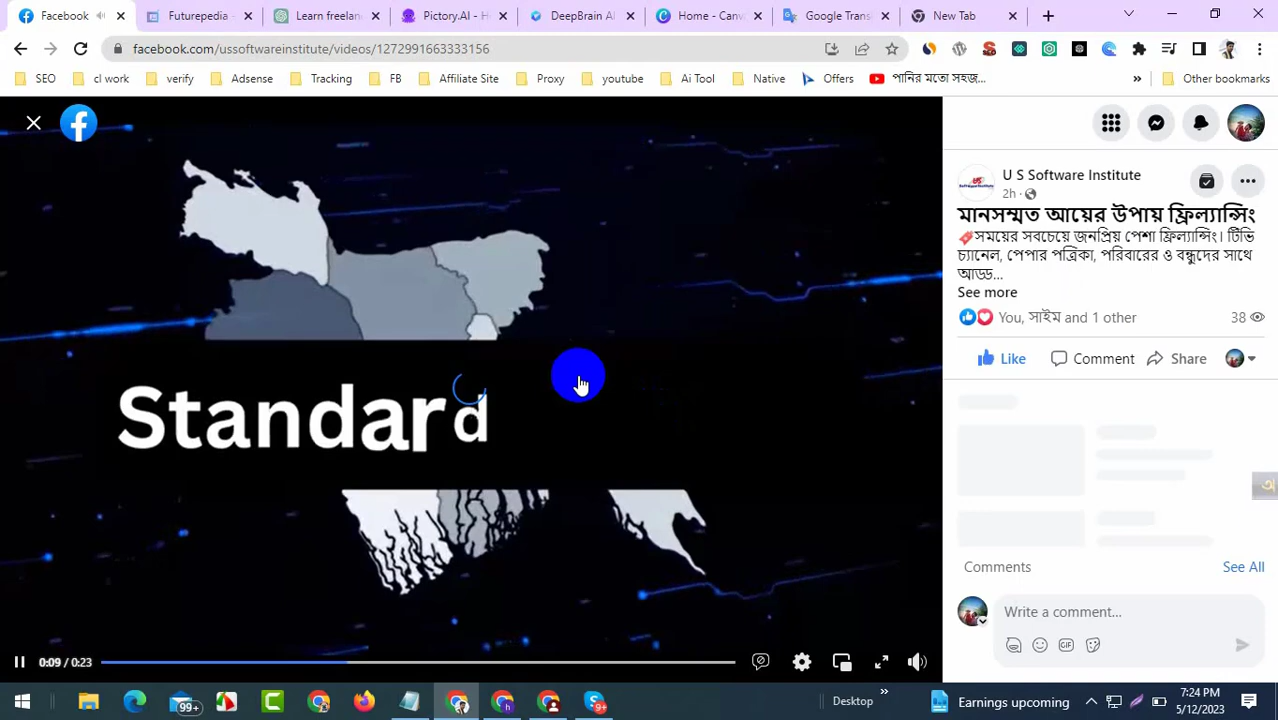 Facebook
Futurepedia
Learn freelan
Pictory.AI - H
DeepBrain AI
Home - Canv
Google Tran
New Tab
facebook.com/ussoftwareinstitute/videos/1272991663333156
SEO
cl work
verify
Adsense
Tracking
FB
Affiliate Site
Proxy
youtube
Ai Tool
Native
Offers
পানির মতো সহজ...
Other bookmarks
U S Software Institute
2h
মানসম্মত আয়ের উপায় ফ্রিল্যান্সিং
সময়ের সবচেয়ে জনপ্রিয় পেশা ফ্রিল্যান্সিং। টিভি
চ্যানেল, পেপার পত্রিকা, পরিবারের ও বন্ধুদের সাথে
আড্ড...
See more
You, সাইম and 1 other
38
Like
Comment
Share
Standard
অ
Comments
See All
Write a comment...
GIF
0:09 / 0:23
99+
9+
Desktop
Earnings upcoming
7:24 PM
5/12/2023